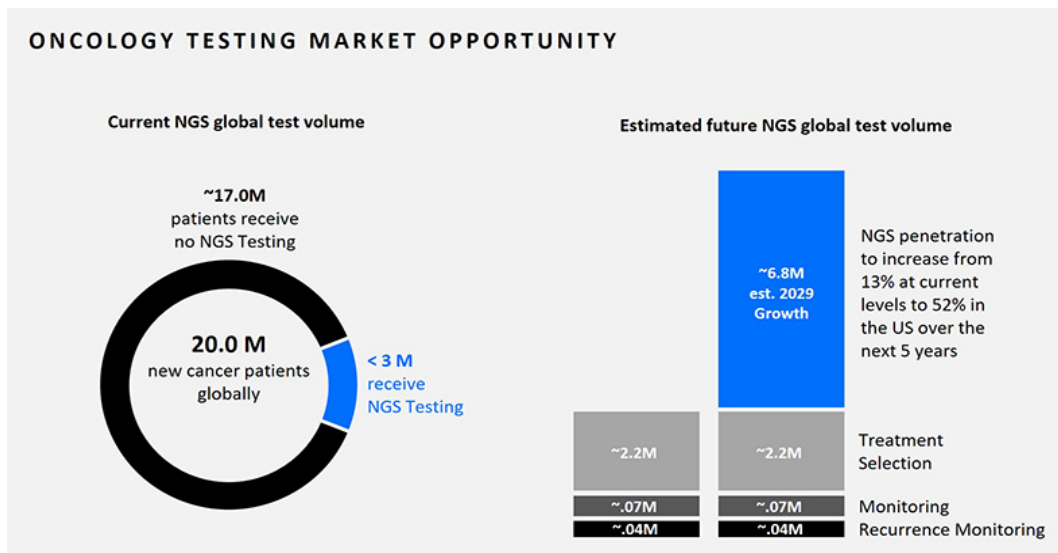 ONCOLOGY TESTING MARKET OPPORTUNITY
Current NGS global test volume
~17.0M
patients receive
no NGS Testing
20.0 M
new cancer patients
globally
< 3 M
receive
NGS Testing
Estimated future NGS global test volume
~6.8M
est. 2029
Growth
NGS penetration
to increase from
13% at current
levels to 52% in
the US over the
next 5 years
~2.2M
~2.2M
Treatment
Selection
~.07M
~.07M
Monitoring
~.04M
~.04M
Recurrence Monitoring